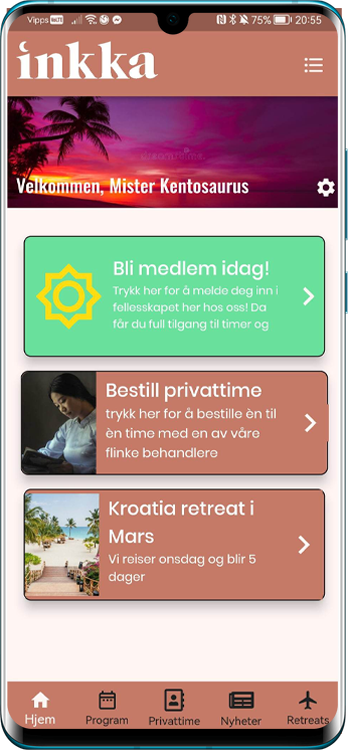 Vipps VoLTE 75% 20:55
inkka
dreamstime.
Velkommen, Mister Kentosaurus
Bli medlem idag!
Trykk her for å melde deg inn i
fellesskapet her hos oss! Da
får du full tilgang til timer og
Bestill privattime
trykk her for å bestille èn til
èn time med en av våre
flinke behandlere
Kroatia retreat i
Mars
Vi reiser onsdag og blir 5
dager
Hjem Program Privattime Nyheter Retreats